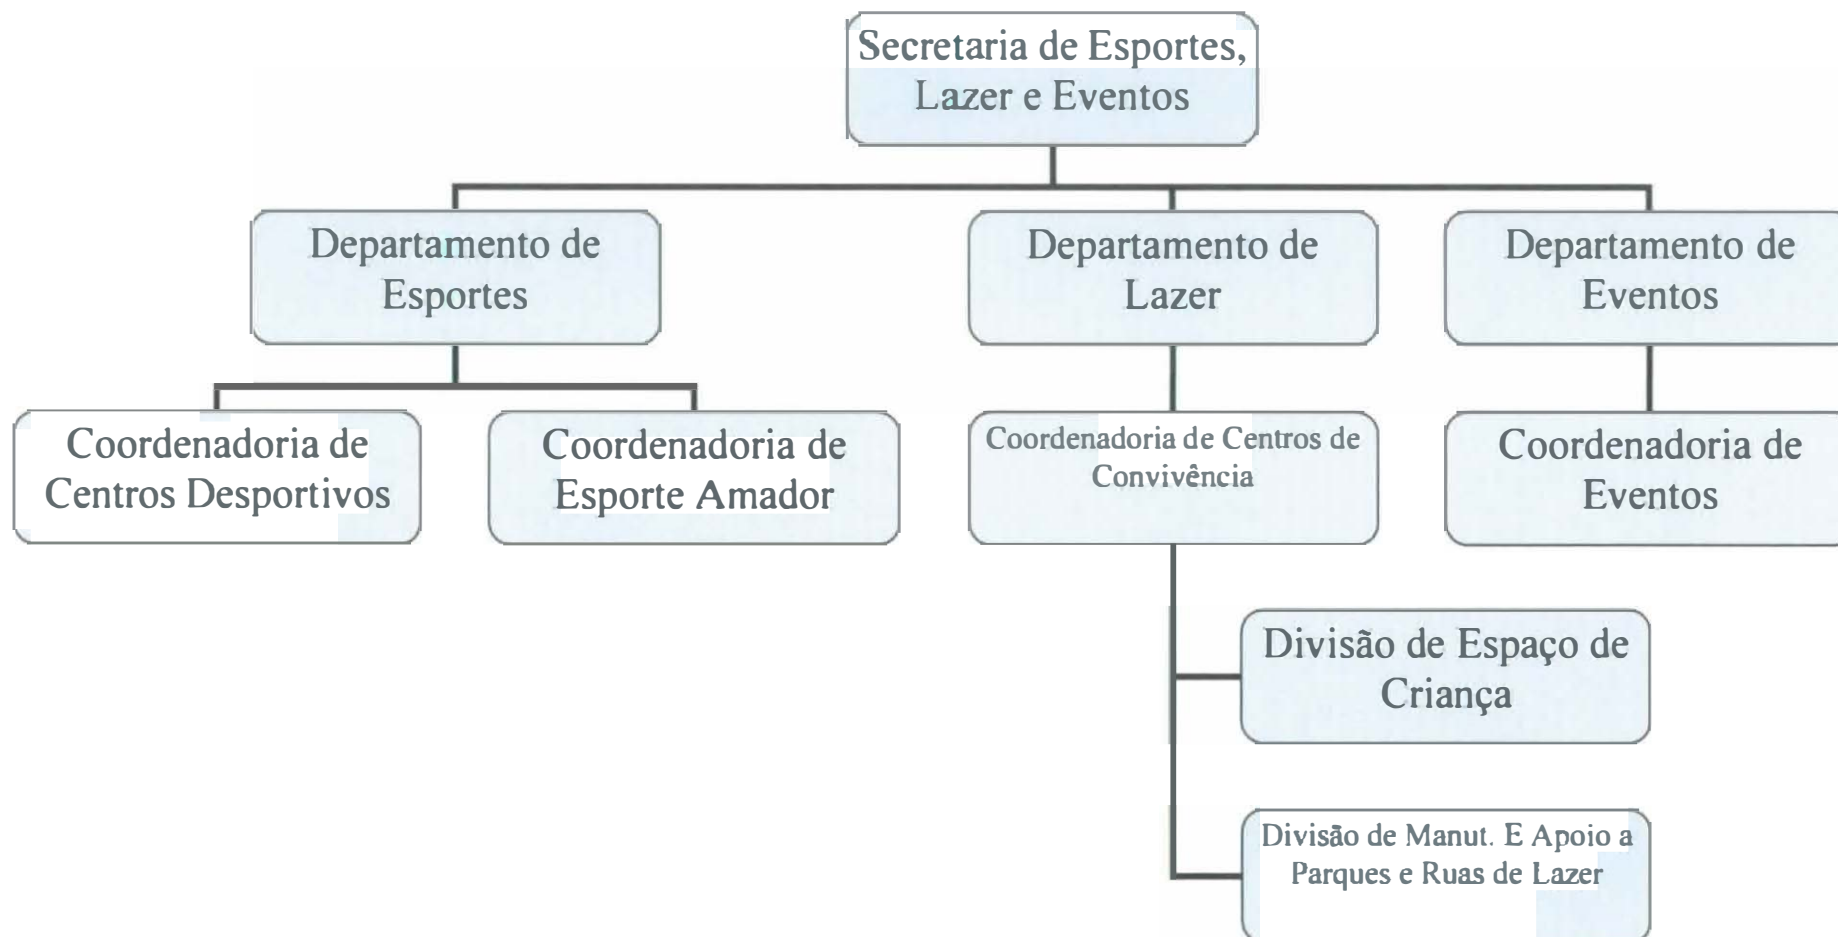 Secretaria de Esportes,
Lazer e Eventos
Departamento de
Esportes
Departamento de
Lazer
Departamento de
Eventos
Coordenadoria de
Centros Desportivos
Coordenadoria de
Esporte Amador
Coordenadoria de Centros de
Convivência
Coordenadoria de
Eventos
Divisão de Espaço de
Criança
Divisão de Manut. E Apoio a
Parques e Ruas de Lazer